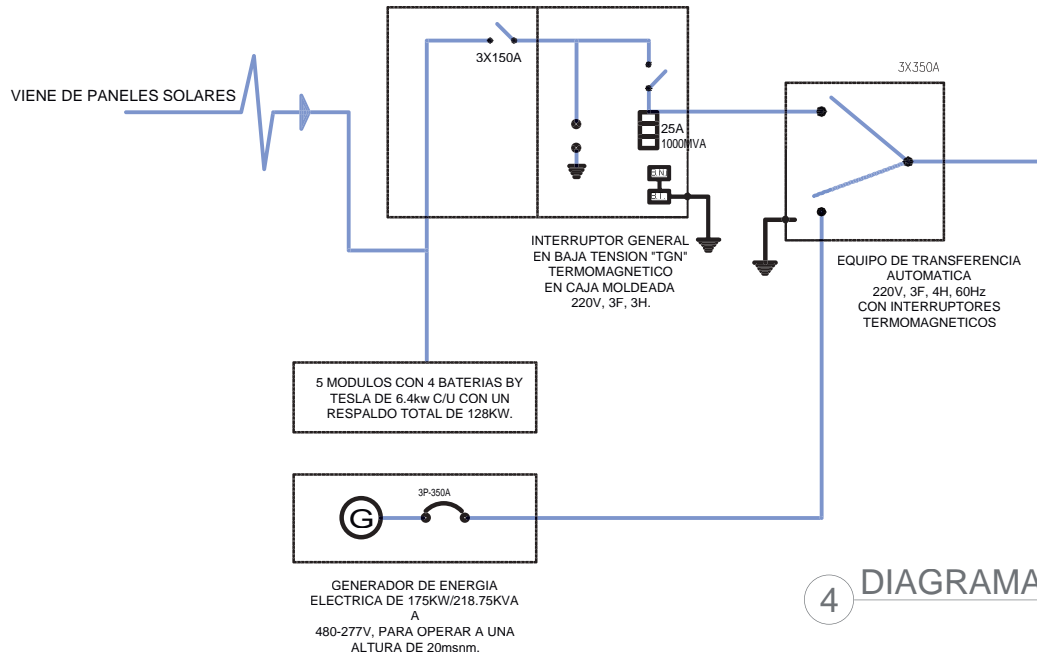 3X150A
3X350A
VIENE DE PANELES SOLARES
25A
1000MVA
B.N.
B.T.
INTERRUPTOR GENERAL
EN BAJA TENSION "TGN"
TERMOMAGNETICO
EN CAJA MOLDEADA
220V, 3F, 3H.
EQUIPO DE TRANSFERENCIA
AUTOMATICA
220V, 3F, 4H, 60Hz
CON INTERRUPTORES
TERMOMAGNETICOS
5 MODULOS CON 4 BATERIAS BY
TESLA DE 6.4kw C/U CON UN
RESPALDO TOTAL DE 128KW.
3P-350A
G
GENERADOR DE ENERGIA
ELECTRICA DE 175KW/218.75KVA
A
480-277V, PARA OPERAR A UNA
ALTURA DE 20msnm.
4 DIAGRAMA